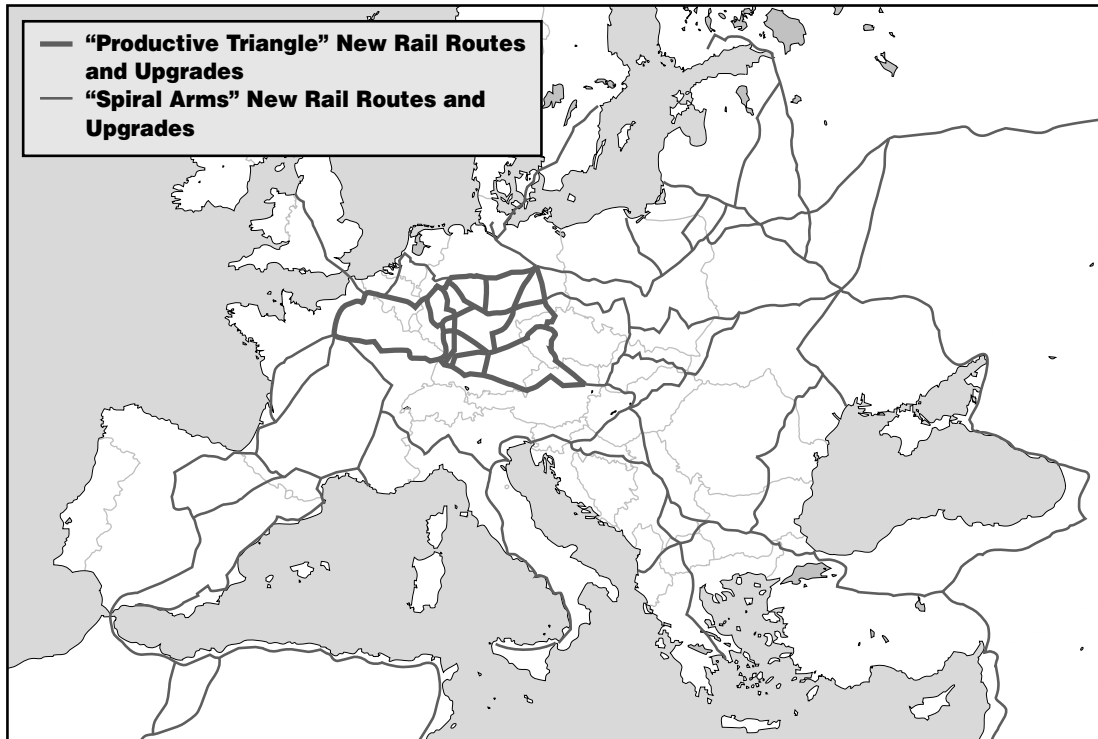 “Productive Triangle” New Rail Routes
and Upgrades
“Spiral Arms” New Rail Routes and
Upgrades